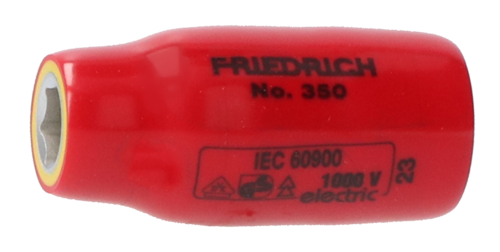 FRIEDRICH
No. 350
IEC 60900
1000 V
electric
23